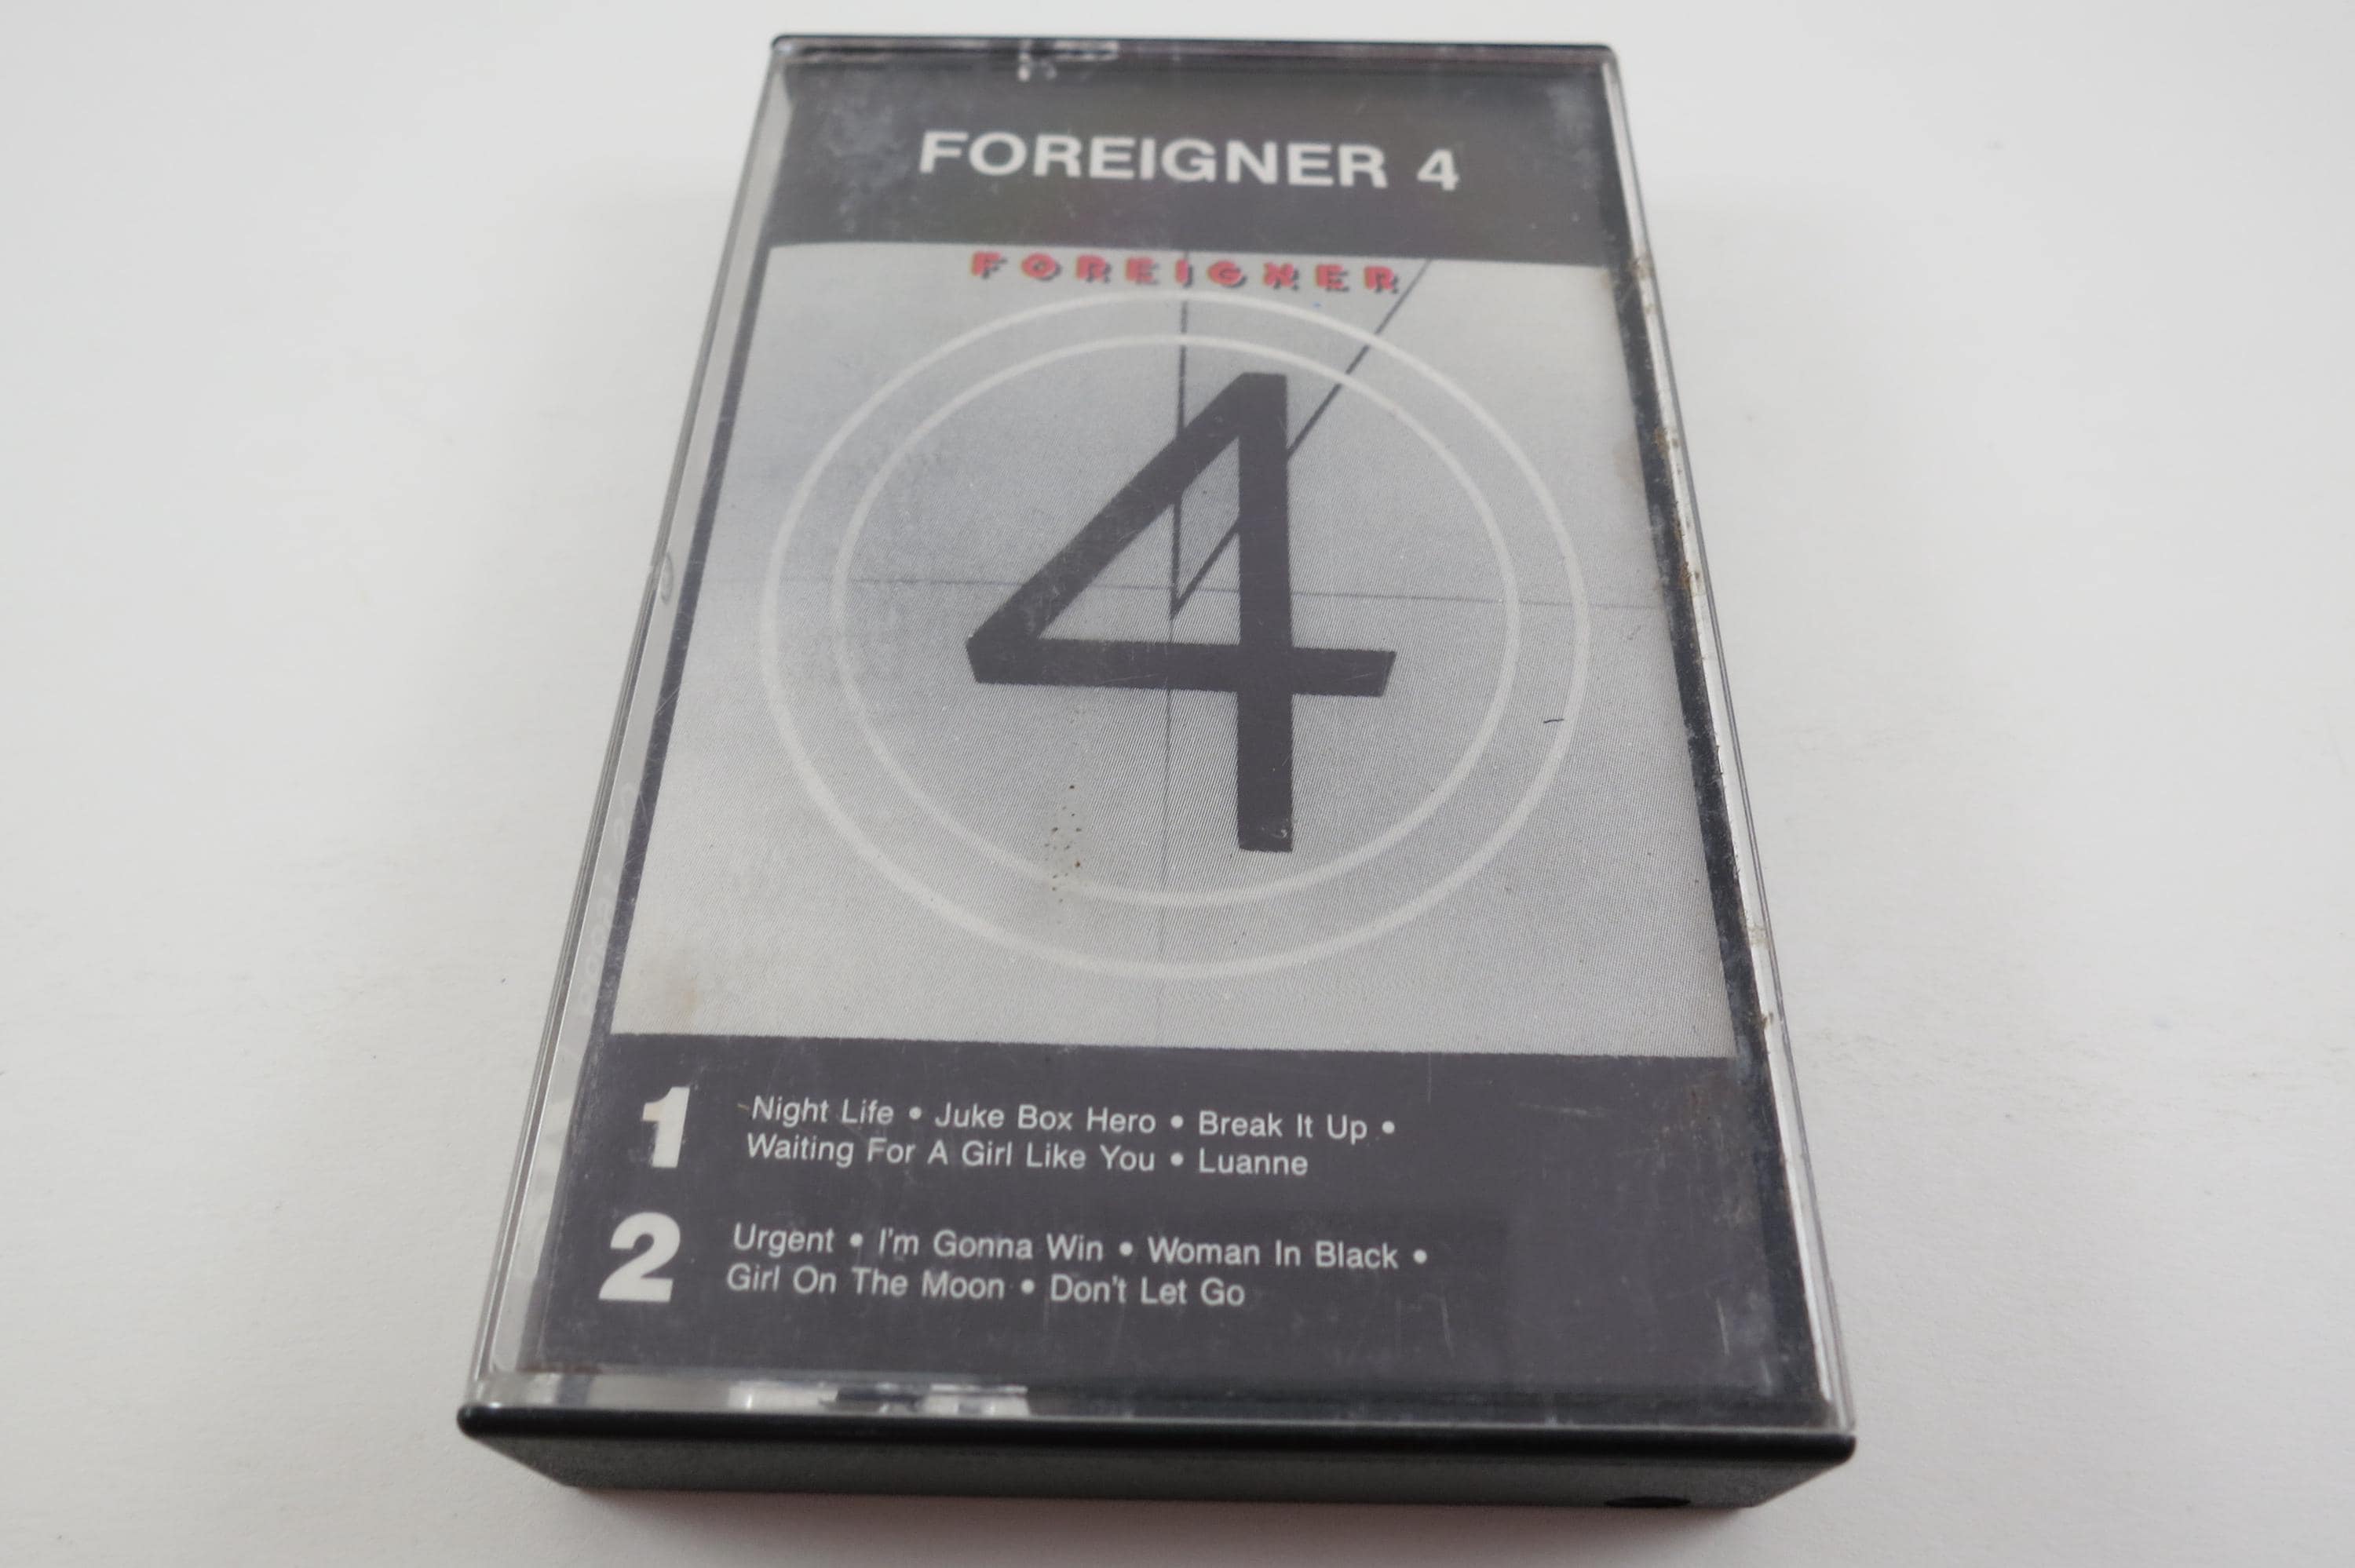 FOREIGNER 4
FOREIGNER
4
1
Night Life • Juke Box Hero • Break It Up •
Waiting For A Girl Like You • Luanne
2
Urgent • I'm Gonna Win • Woman In Black •
Girl On The Moon • Don't Let Go